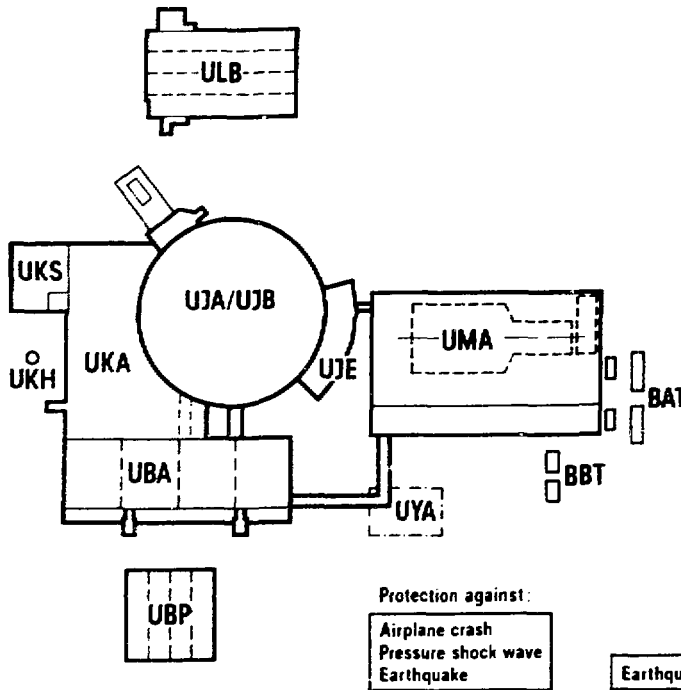 ULB
UKS
UJA/UJB
UMA
UKH
UKA
UJE
BAT
UBA
BBT
UYA
UBP
Protection against:
Airplane crash
Pressure shock wave
Earthquake